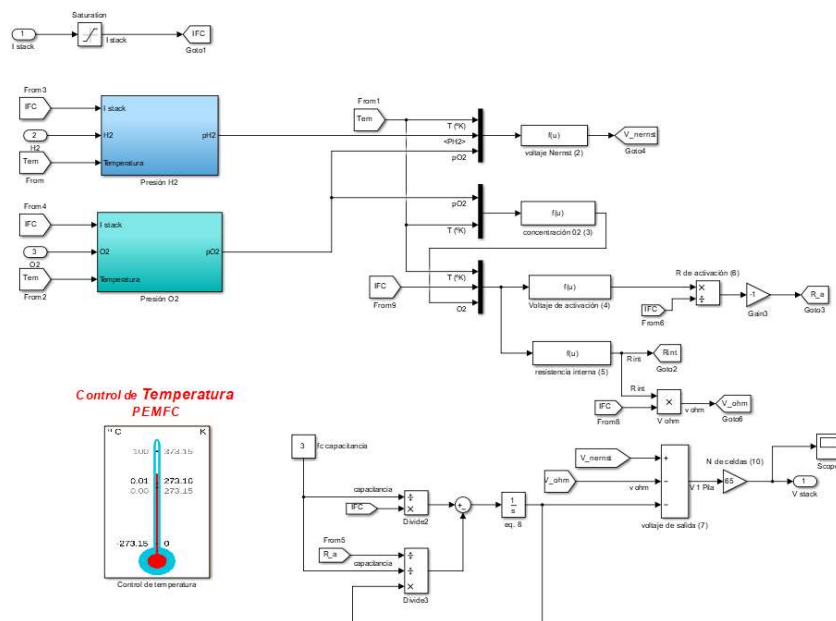 Saturation
1
I stack
I stack
IFC
Goto1
From3
IFC
I stack
2
H2
H2
pH2
Tem
Temperatura
From
Presión H2
From4
IFC
I stack
3
O2
O2
pO2
Tem
Temperatura
From2
Presión O2
From1
Tem
T (ºK)
<PH2>
pO2
f(u)
voltaje Nernst (2)
V_nernst
Goto4
pO2
T (ºK)
f(u)
concentración 02 (3)
T (ºK)
IFC
From9
O2
f(u)
Voltaje de activación (4)
R de activación (6)
×
÷
IFC
From6
-1
Gain3
R_a
Goto3
f(u)
resistencia interna (5)
Rint
Rint
Goto2
Rint
×
IFC
From8
V ohm
v ohm
V_ohm
Goto6
Control de Temperatura
PEMFC
º C
K
100
373.15
0.01
273.16
0.00
273.15
-273.15
0
Control de temperatura
3
fc capacitancia
capacitancia
÷
×
IFC
Divide2
From5
R_a
capacitancia
÷
÷
×
Divide3
+
−
1
s
eq. 8
V_nernst
V_ohm
v ohm
+
−
−
V 1 Pila
voltaje de salida (7)
N de celdas (10)
65
Scope
1
V stack